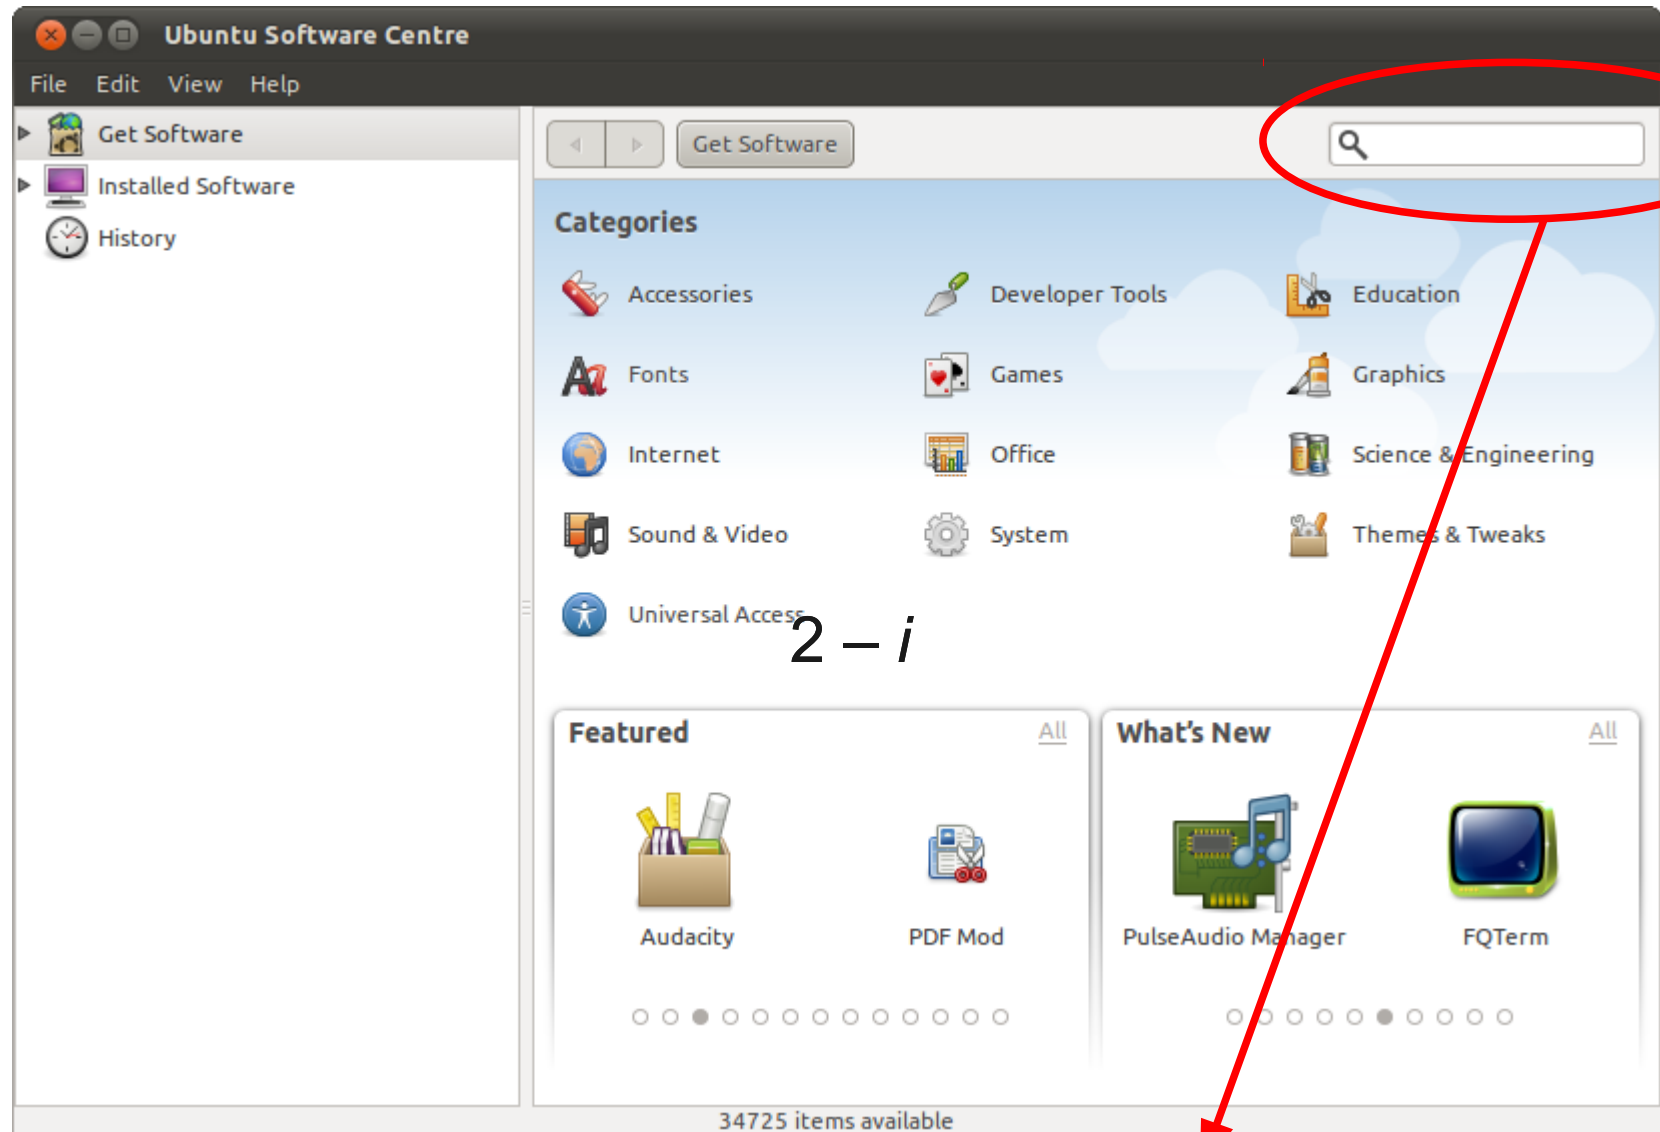 Ubuntu Software Centre
File Edit View Help
Get Software
Installed Software
History
Get Software
Categories
Accessories Developer Tools Education
Fonts Games Graphics
Internet Office Science & Engineering
Sound & Video System Themes & Tweaks
Universal Access
2 – i
Featured All What's New All
Audacity PDF Mod PulseAudio Manager FQTerm
34725 items available